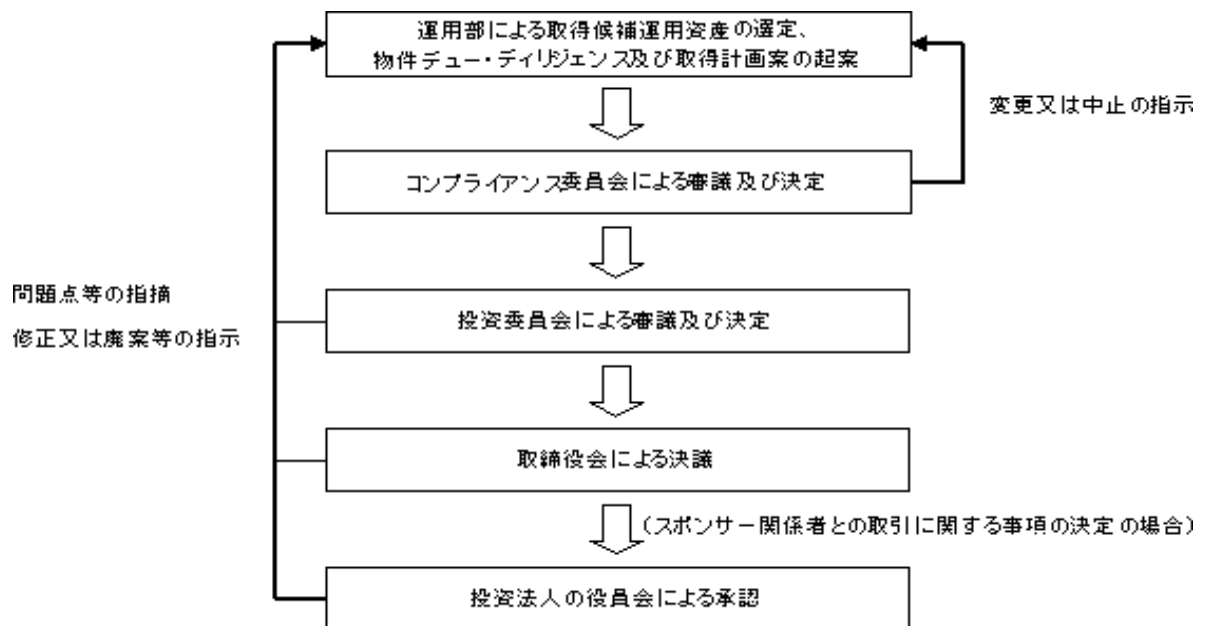 運用部による取得候補運用資産の選定、
物件デュー・ディリジェンス及び取得計画案の起案
変更又は中止の指示
コンプライアンス委員会による審議及び決定
問題点等の指摘
修正又は廃案等の指示
投資委員会による審議及び決定
取締役会による決議
(スポンサー関係者との取引に関する事項の決定の場合)
投資法人の役員会による承認